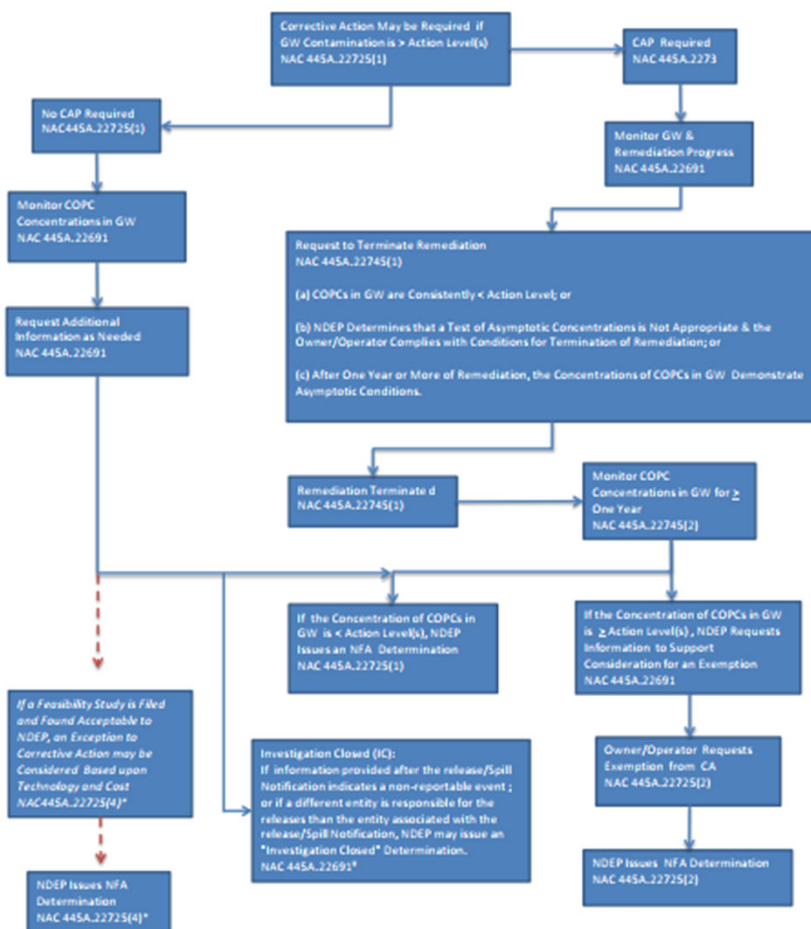 Corrective Action May be Required if
GW Contamination is > Action Level(s)
NAC 445A.22725(1)
CAP Required
NAC 445A.2273
No CAP Required
NAC445A.22725(1)
Monitor GW &
Remediation Progress
NAC 445A.22691
Monitor COPC
Concentrations in GW
NAC 445A.22691
Request to Terminate Remediation
NAC 445A.22745(1)
(a) COPCs in GW are Consistently < Action Level; or
(b) NDEP Determines that a Test of Asymptotic Concentrations is Not Appropriate & the
Owner/Operator Complies with Conditions for Termination of Remediation; or
(c) After One Year or More of Remediation, the Concentrations of COPCs in GW Demonstrate
Asymptotic Conditions.
Request Additional
Information as Needed
NAC 445A.22691
Remediation Terminate d
NAC 445A.22745(1)
Monitor COPC
Concentrations in GW for ≥
One Year
NAC 445A.22745(2)
If the Concentration of COPCs in
GW is < Action Level(s), NDEP
Issues an NFA Determination
NAC 445A.22725(1)
If the Concentration of COPCs in GW
is ≥ Action Level(s) , NDEP Requests
Information to Support
Consideration for an Exemption
NAC 445A.22691
If a Feasibility Study is Filed
and Found Acceptable to
NDEP, an Exception to
Corrective Action may be
Considered Based upon
Technology and Cost
NAC445A.22725(4)*
Investigation Closed (IC):
If information provided after the release/Spill
Notification indicates a non-reportable event ;
or if a different entity is responsible for the
releases than the entity associated with the
release/Spill Notification, NDEP may issue an
"Investigation Closed" Determination.
NAC 445A.22691*
Owner/Operator Requests
Exemption from CA
NAC 445A.22725(2)
NDEP Issues NFA Determination
NAC 445A.22725(2)
NDEP Issues NFA
Determination
NAC 445A.22725(4)*